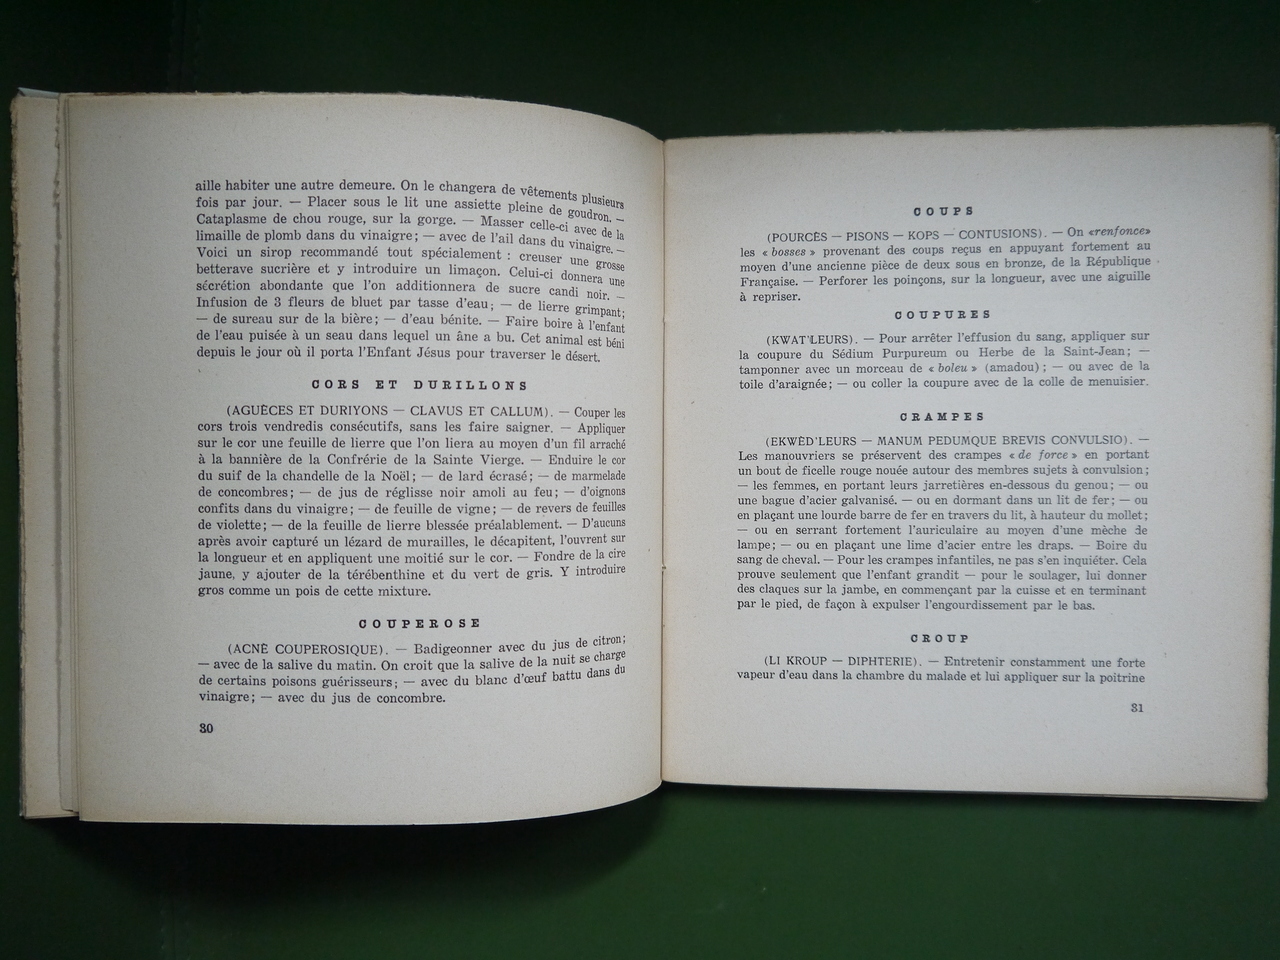 aille habiter une autre demeure. On le changera de vêtements plusieurs
fois par jour. — Placer sous le lit une assiette pleine de goudron. —
Cataplasme de chou rouge, sur la gorge. — Masser celle-ci avec de la
limaille de plomb dans du vinaigre; — avec de l'ail dans du vinaigre. —
Voici un sirop recommandé tout spécialement : creuser une grosse
betterave sucrière et y introduire un limaçon. Celui-ci donnera une
sécrétion abondante que l'on additionnera de sucre candi noir. —
Infusion de 3 fleurs de bluet par tasse d'eau; — de lierre grimpant;
— de sureau sur de la bière; — d'eau bénite. — Faire boire à l'enfant
de l'eau puisée à un seau dans lequel un âne a bu. Cet animal est béni
depuis le jour où il porta l'Enfant Jésus pour traverser le désert.
CORS ET DURILLONS
(AGUÈCES ET DURIYONS — CLAVUS ET CALLUM). — Couper les
cors trois vendredis consécutifs, sans les faire saigner. — Appliquer
sur le cor une feuille de lierre que l'on liera au moyen d'un fil arraché
à la bannière de la Confrérie de la Sainte Vierge. — Enduire le cor
du suif de la chandelle de la Noël; — de lard écrasé; — de marmelade
de concombres; — de jus de réglisse noir amoli au feu; — d'oignons
confits dans du vinaigre; — de feuille de vigne; — de revers de feuilles
de violette; — de la feuille de lierre blessée préalablement. — D'aucuns
après avoir capturé un lézard de murailles, le décapitent, l'ouvrent sur
la longueur et en appliquent une moitié sur le cor. — Fondre de la cire
jaune, y ajouter de la térébenthine et du vert de gris. Y introduire
gros comme un pois de cette mixture.
COUPEROSE
(ACNÉ COUPEROSIQUE). — Badigeonner avec du jus de citron;
— avec de la salive du matin. On croit que la salive de la nuit se charge
de certains poisons guérisseurs; — avec du blanc d'œuf battu dans du
vinaigre; — avec du jus de concombre.
30
COUPS
(POURCÈS — PISONS — KOPS — CONTUSIONS). — On «renfonce»
les « bosses » provenant des coups reçus en appuyant fortement au
moyen d'une ancienne pièce de deux sous en bronze, de la République
Française. — Perforer les poinçons, sur la longueur, avec une aiguille
à repriser.
COUPURES
(KWAT'LEURS). — Pour arrêter l'effusion du sang, appliquer sur
la coupure du Sédium Purpureum ou Herbe de la Saint-Jean; —
tamponner avec un morceau de « boleu » (amadou) ; — ou avec de la
toile d'araignée; — ou coller la coupure avec de la colle de menuisier.
CRAMPES
(EKWÈD'LEURS — MANUM PEDUMQUE BREVIS CONVULSIO). —
Les manouvriers se préservent des crampes « de force » en portant
un bout de ficelle rouge nouée autour des membres sujets à convulsion;
— les femmes, en portant leurs jarretières en-dessous du genou; — ou
une bague d'acier galvanisé. — ou en dormant dans un lit de fer; — ou
en plaçant une lourde barre de fer en travers du lit, à hauteur du mollet;
— ou en serrant fortement l'auriculaire au moyen d'une mèche de
lampe; — ou en plaçant une lime d'acier entre les draps. — Boire du
sang de cheval. — Pour les crampes infantiles, ne pas s'en inquiéter. Cela
prouve seulement que l'enfant grandit — pour le soulager, lui donner
des claques sur la jambe, en commençant par la cuisse et en terminant
par le pied, de façon à expulser l'engourdissement par le bas.
CROUP
(LI KROUP — DIPHTERIE). — Entretenir constamment une forte
vapeur d'eau dans la chambre du malade et lui appliquer sur la poitrine
31